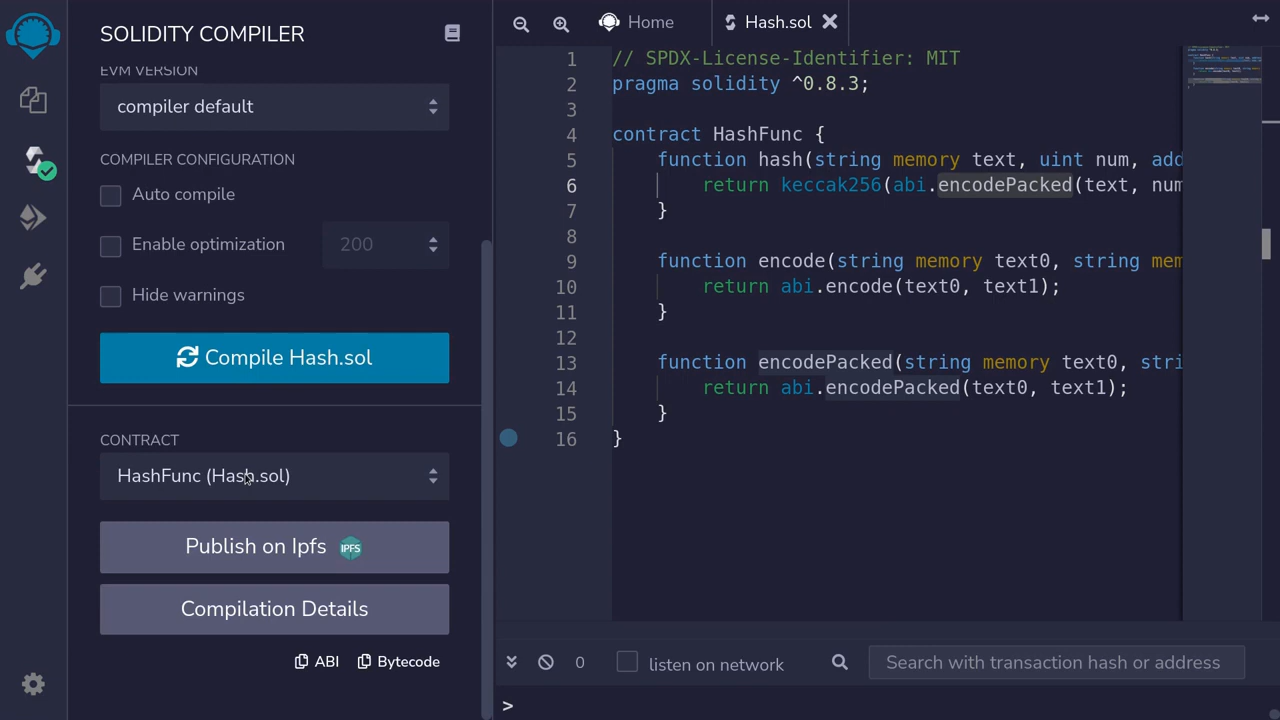 SOLIDITY COMPILER
EVM VERSION
compiler default
COMPILER CONFIGURATION
Auto compile
Enable optimization
200
Hide warnings
Compile Hash.sol
CONTRACT
HashFunc (Hash.sol)
Publish on Ipfs IPFS
Compilation Details
ABI Bytecode
Home Hash.sol
1 // SPDX-License-Identifier: MIT
2 pragma solidity ^0.8.3;
3
4 contract HashFunc {
5 function hash(string memory text, uint num, add
6 return keccak256(abi.encodePacked(text, num
7 }
8
9 function encode(string memory text0, string mem
10 return abi.encode(text0, text1);
11 }
12
13 function encodePacked(string memory text0, stri
14 return abi.encodePacked(text0, text1);
15 }
16 }
0 listen on network Search with transaction hash or address
>